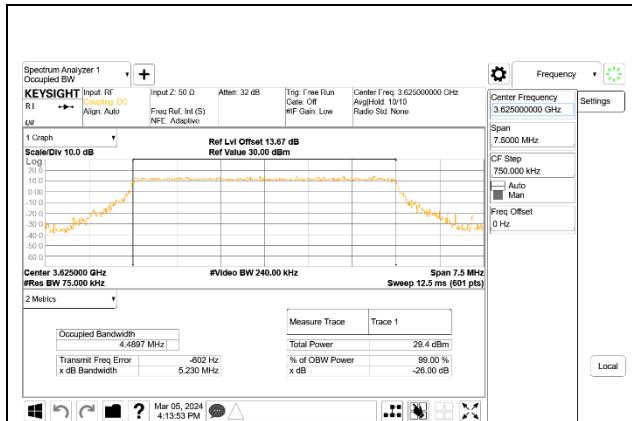 Spectrum Analyzer 1
Occupied BW
Frequency
KEYSIGHT
Input: RF
Coupling: DC
Align: Auto
Input Z: 50 Ω
Freq Ref: Int (S)
NFE: Adaptive
Atten: 32 dB
Trig: Free Run
Gate: Off
#IF Gain: Low
Center Freq: 3.625000000 GHz
Avg|Hold: 10/10
Radio Std: None
Center Frequency
3.625000000 GHz
Settings
Span
7.5000 MHz
CF Step
750.000 kHz
Auto
Man
Freq Offset
0 Hz
1 Graph
Scale/Div 10.0 dB
Ref Lvl Offset 13.67 dB
Ref Value 30.00 dBm
Log
20.0
10.0
0.00
-10.0
-20.0
-30.0
-40.0
-50.0
-60.0
Center 3.625000 GHz
#Res BW 75.000 kHz
#Video BW 240.00 kHz
Span 7.5 MHz
Sweep 12.5 ms (601 pts)
2 Metrics
Measure Trace
Trace 1
Occupied Bandwidth
4.4897 MHz
Total Power
29.4 dBm
Transmit Freq Error
-602 Hz
% of OBW Power
99.00 %
x dB Bandwidth
5.230 MHz
x dB
-26.00 dB
Local
Mar 05, 2024
4:13:53 PM